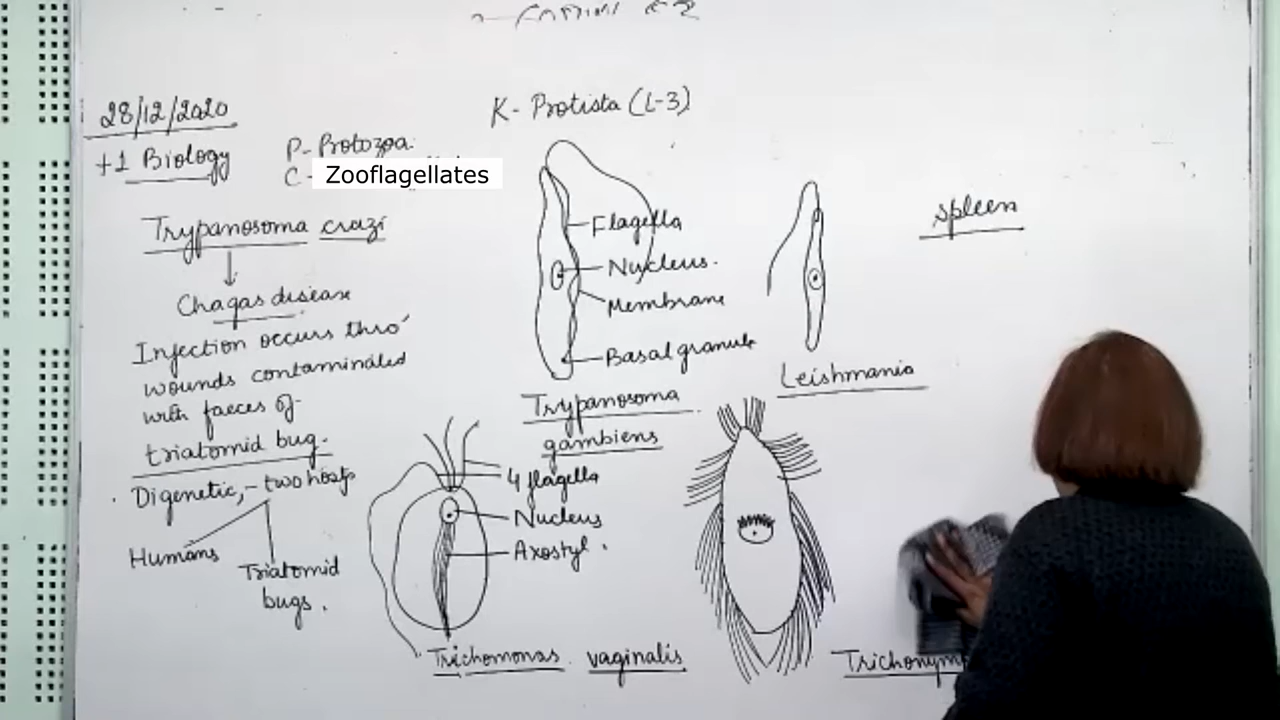 28/12/2020
+1 Biology
K- Protista (L-3)
P- Protozoa
C- Zooflagellates
Trypanosoma cruzi
Chagas disease
Injection occurs thro'
wounds contaminated
with faeces of
triatomid bug.
Digenetic, - two hosts
Humans
Triatomid
bugs.
Flagella
Nucleus.
Membrane
Basal granule
Trypanosoma
gambiens
Leishmania
spleen
4 flagella
Nucleus
Axostyl.
Trichomonas vaginalis
Trichonym